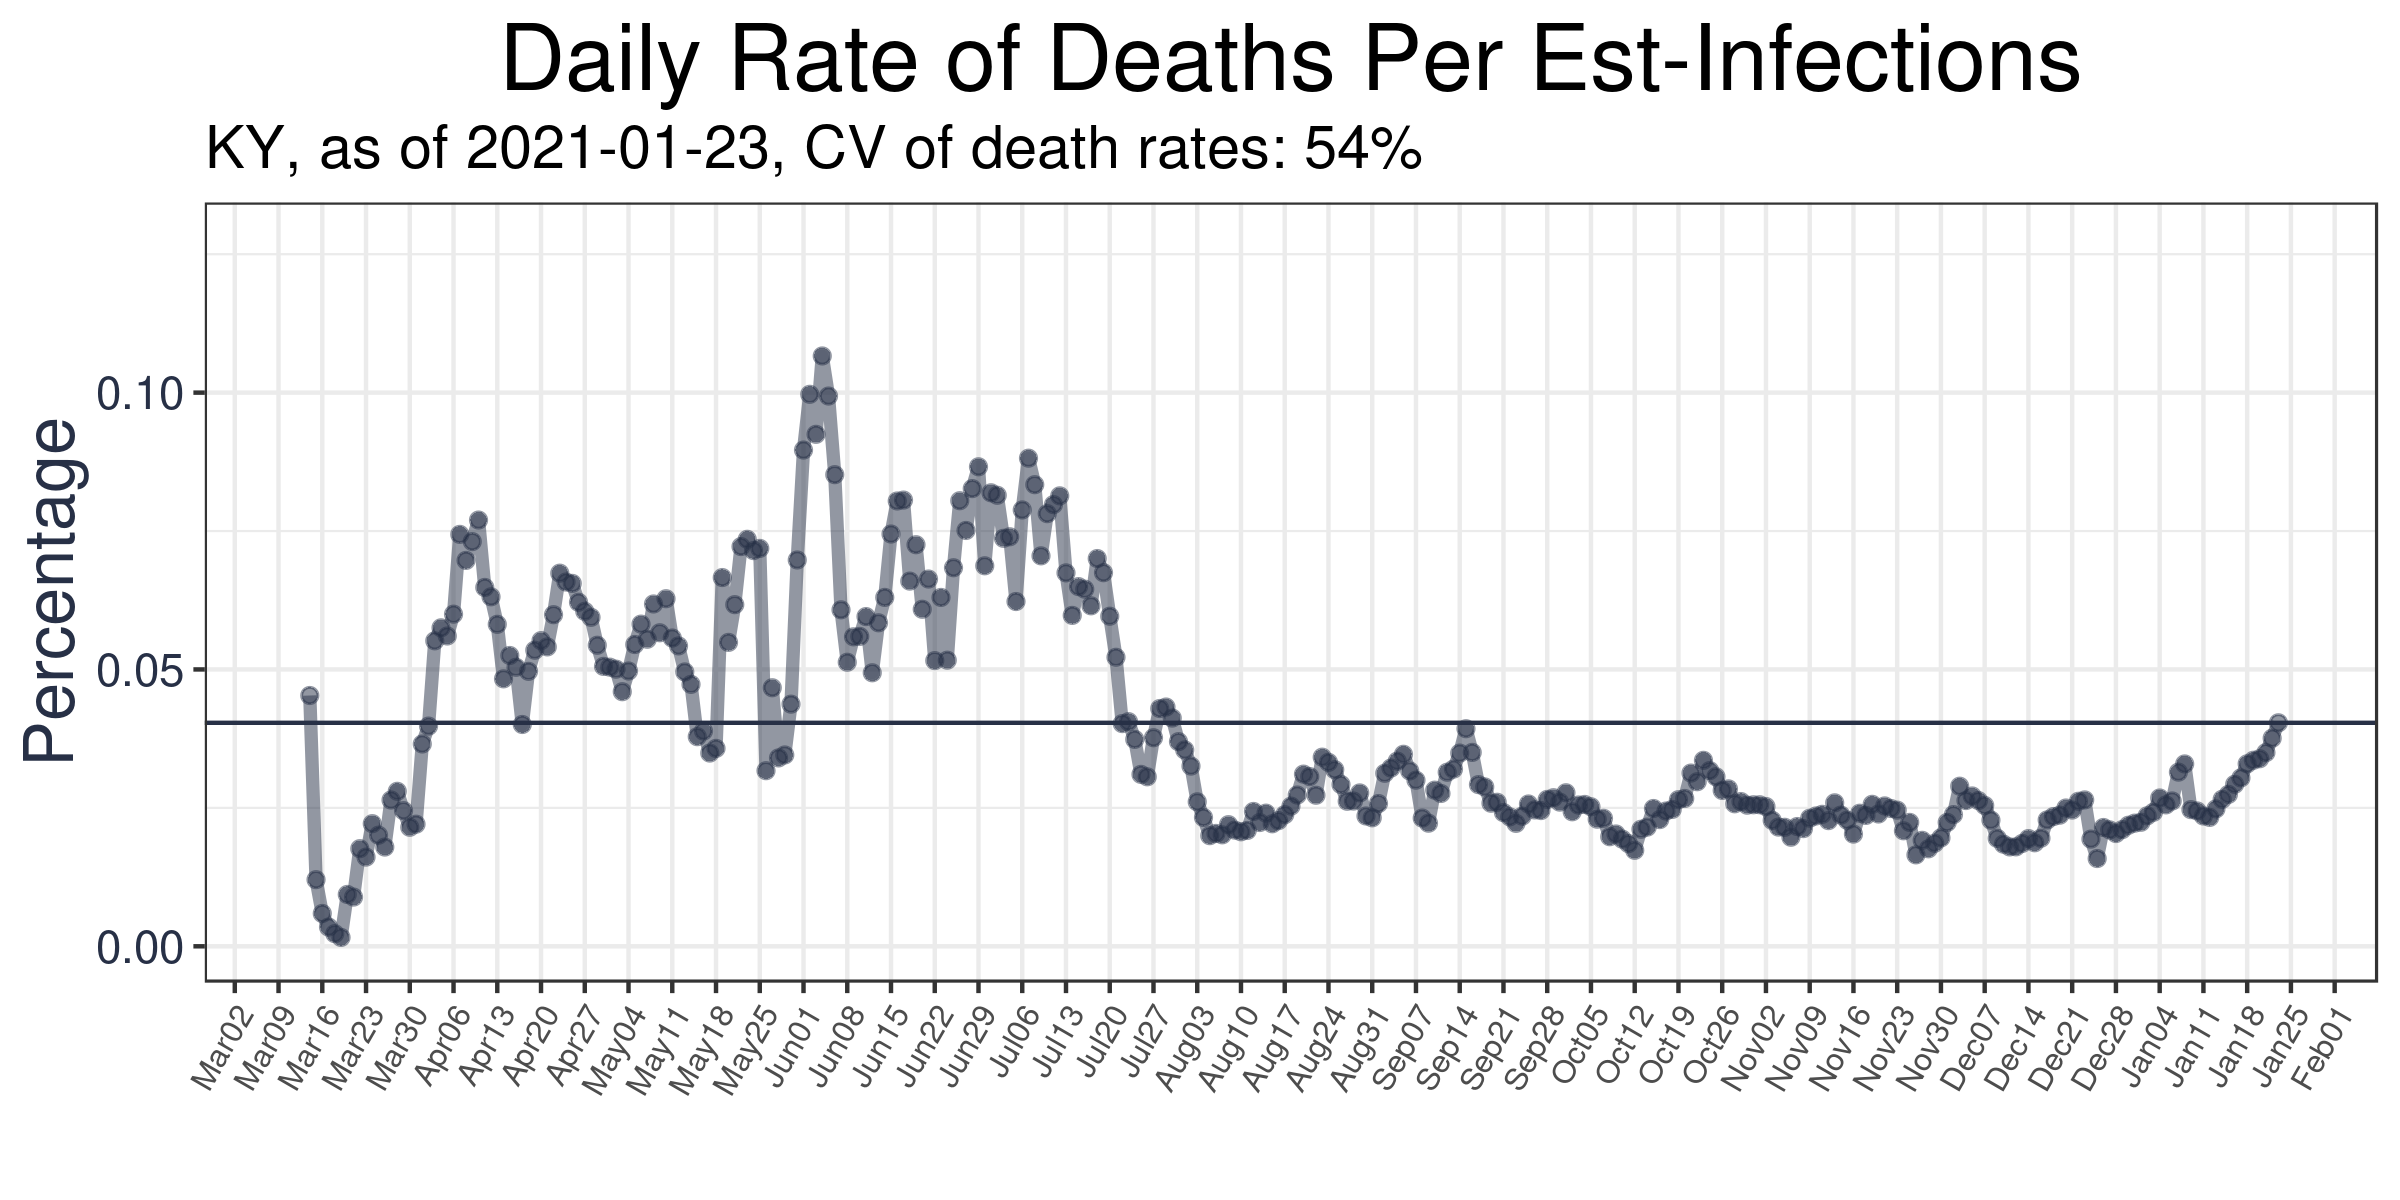 Daily Rate of Deaths Per Est-Infections
KY, as of 2021-01-23, CV of death rates: 54%
Percentage
0.10
0.05
0.00
Mar02
Mar09
Mar16
Mar23
Mar30
Apr06
Apr13
Apr20
Apr27
May04
May11
May18
May25
Jun01
Jun08
Jun15
Jun22
Jun29
Jul06
Jul13
Jul20
Jul27
Aug03
Aug10
Aug17
Aug24
Aug31
Sep07
Sep14
Sep21
Sep28
Oct05
Oct12
Oct19
Oct26
Nov02
Nov09
Nov16
Nov23
Nov30
Dec07
Dec14
Dec21
Dec28
Jan04
Jan11
Jan18
Jan25
Feb01